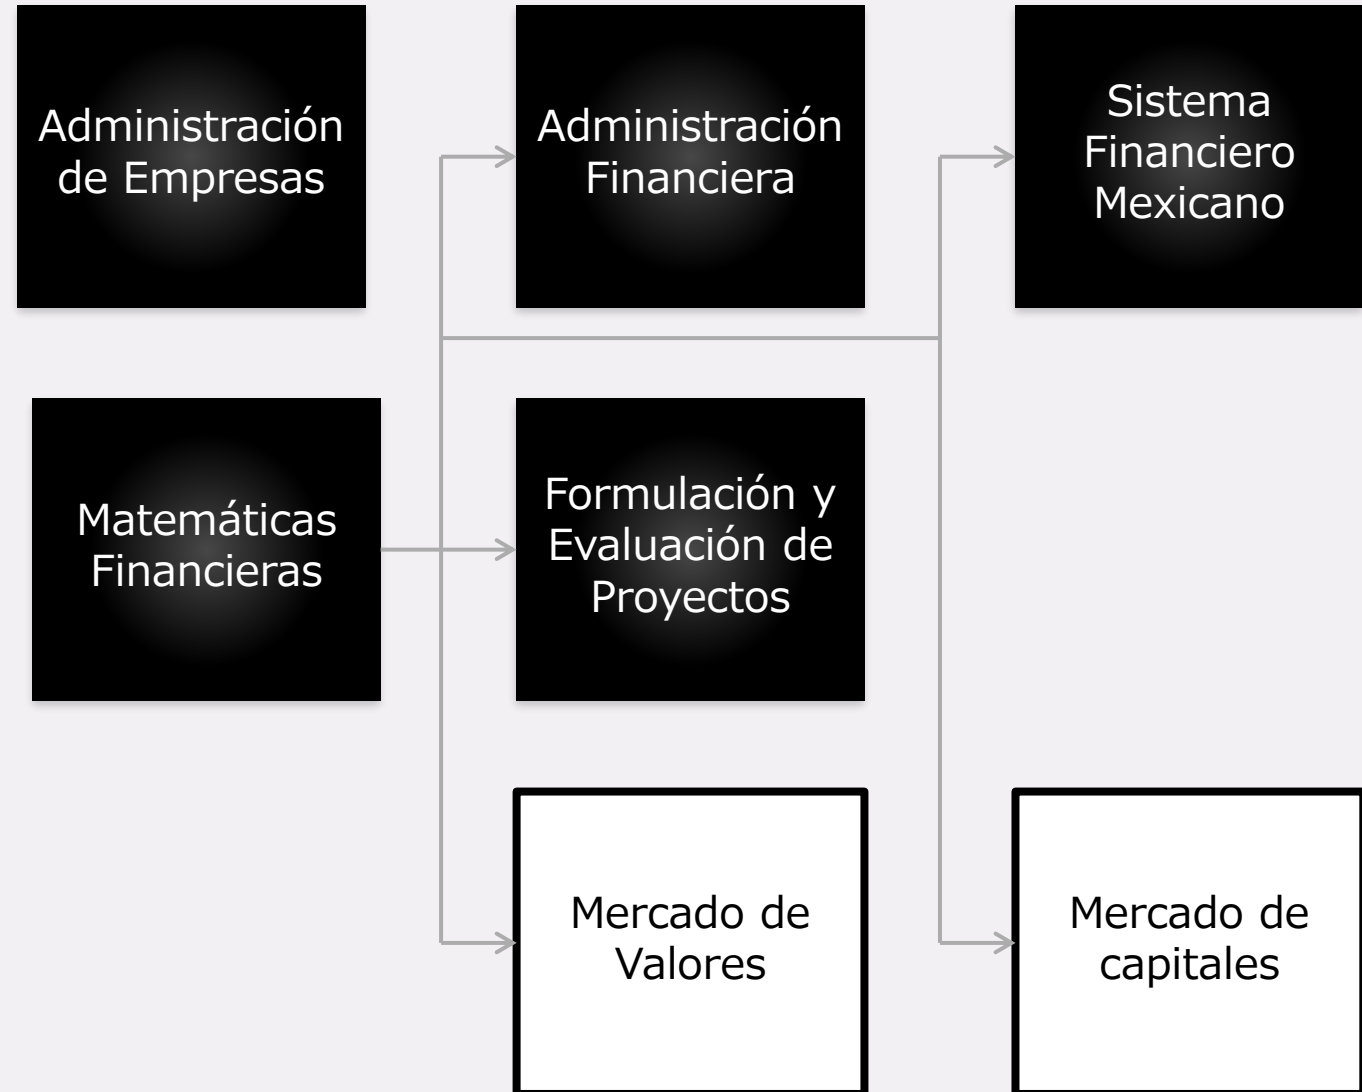 Administración
de Empresas
Administración
Financiera
Sistema
Financiero
Mexicano
Matemáticas
Financieras
Formulación y
Evaluación de
Proyectos
Mercado de
Valores
Mercado de
capitales